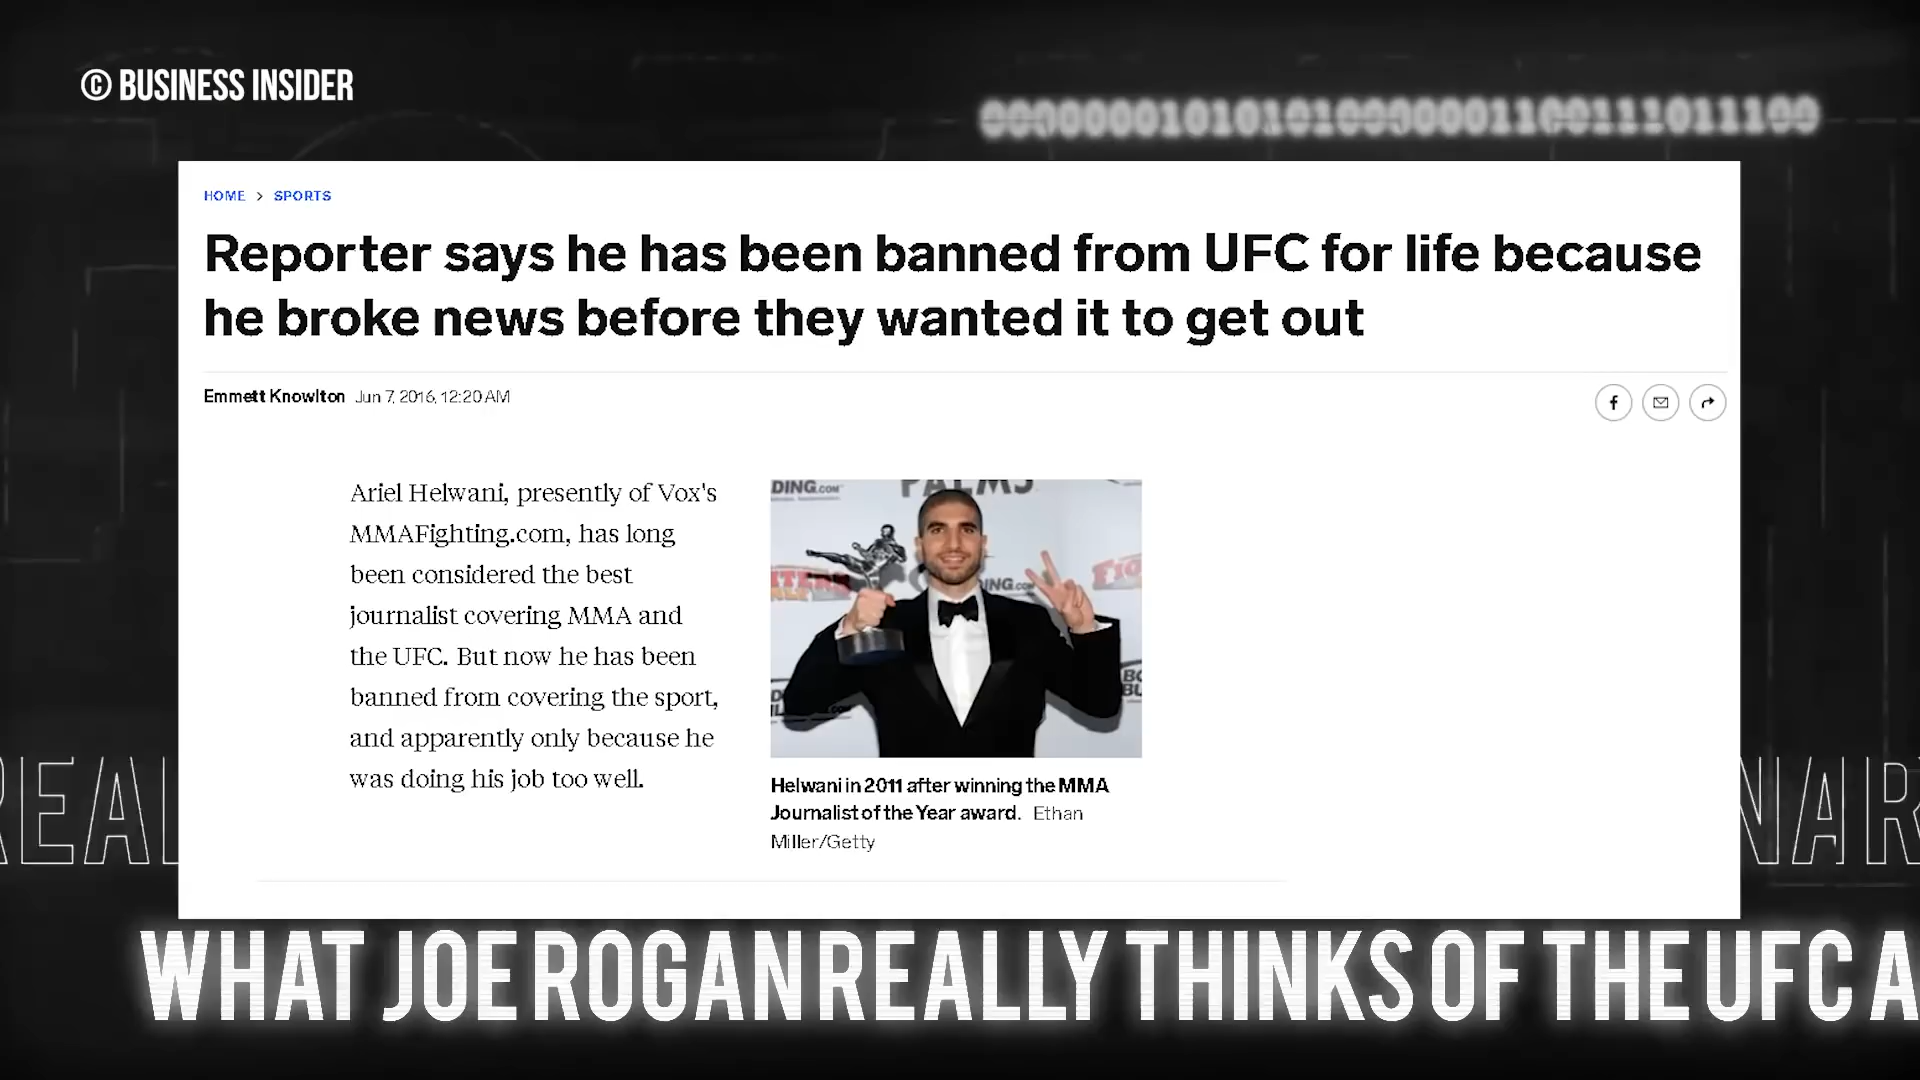 © BUSINESS INSIDER
HOME > SPORTS
Reporter says he has been banned from UFC for life because
he broke news before they wanted it to get out
Emmett Knowlton Jun 7, 2016, 12:20 AM
Ariel Helwani, presently of Vox's
MMAFighting.com, has long
been considered the best
journalist covering MMA and
the UFC. But now he has been
banned from covering the sport,
and apparently only because he
was doing his job too well.
DING.COM
PALMS
Helwani in 2011 after winning the MMA
Journalist of the Year award. Ethan
Miller/Getty
WHAT JOE ROGAN REALLY THINKS OF THE UFC A